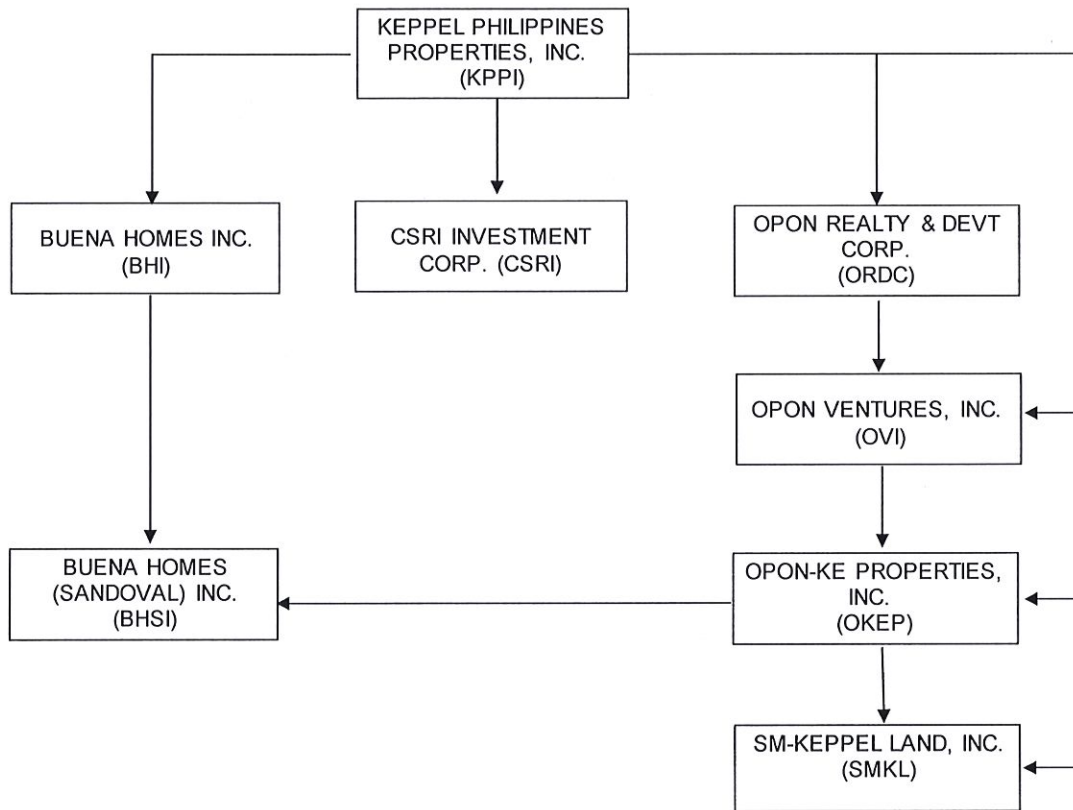 KEPPEL PHILIPPINES
PROPERTIES, INC.
(KPPI)
BUENA HOMES INC.
(BHI)
CSRI INVESTMENT
CORP. (CSRI)
OPON REALTY & DEVT
CORP.
(ORDC)
OPON VENTURES, INC.
(OVI)
BUENA HOMES
(SANDOVAL) INC.
(BHSI)
OPON-KE PROPERTIES,
INC.
(OKEP)
SM-KEPPEL LAND, INC.
(SMKL)